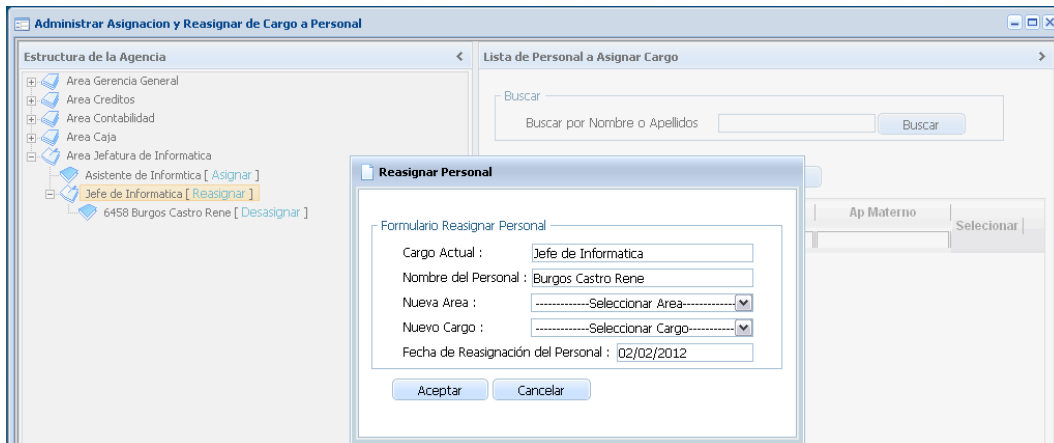 Administrar Asignacion y Reasignar de Cargo a Personal
Estructura de la Agencia
Area Gerencia General
Area Creditos
Area Contabilidad
Area Caja
Area Jefatura de Informatica
Asistente de Informtica [ Asignar ]
Jefe de Informatica [ Reasignar ]
6458 Burgos Castro Rene [ Desasignar ]
Lista de Personal a Asignar Cargo
Buscar
Buscar por Nombre o Apellidos
Buscar
Ap Materno
Selecionar
Reasignar Personal
Formulario Reasignar Personal
Cargo Actual : Jefe de Informatica
Nombre del Personal : Burgos Castro Rene
Nueva Area : -------------Seleccionar Area-------------
Nuevo Cargo : -------------Seleccionar Cargo-----------
Fecha de Reasignación del Personal : 02/02/2012
Aceptar
Cancelar